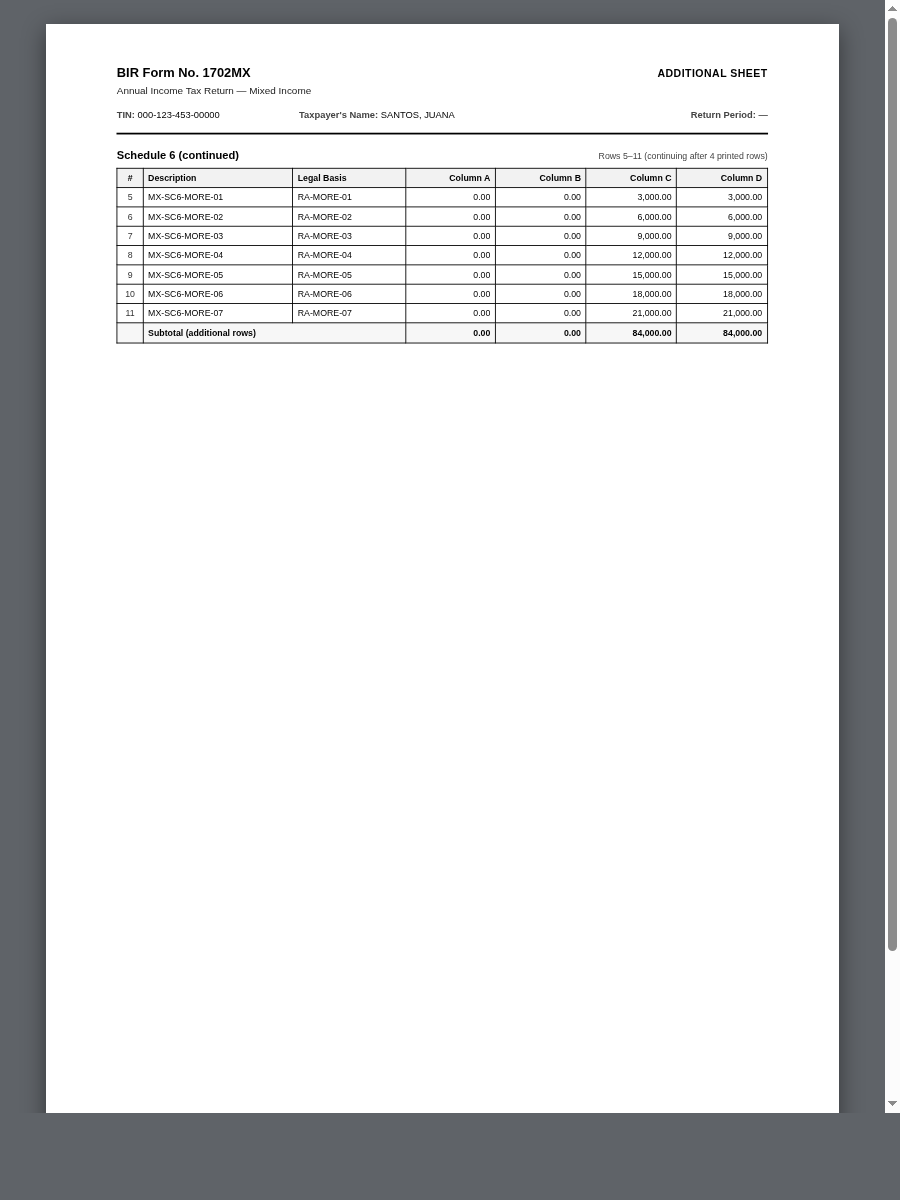 BIR Form No. 1702MX ADDITIONAL SHEET
Annual Income Tax Return — Mixed Income
TIN: 000-123-453-00000 Taxpayer's Name: SANTOS, JUANA Return Period: —
Schedule 6 (continued) Rows 5–11 (continuing after 4 printed rows)
# Description Legal Basis Column A Column B Column C Column D
5 MX-SC6-MORE-01 RA-MORE-01 0.00 0.00 3,000.00 3,000.00
6 MX-SC6-MORE-02 RA-MORE-02 0.00 0.00 6,000.00 6,000.00
7 MX-SC6-MORE-03 RA-MORE-03 0.00 0.00 9,000.00 9,000.00
8 MX-SC6-MORE-04 RA-MORE-04 0.00 0.00 12,000.00 12,000.00
9 MX-SC6-MORE-05 RA-MORE-05 0.00 0.00 15,000.00 15,000.00
10 MX-SC6-MORE-06 RA-MORE-06 0.00 0.00 18,000.00 18,000.00
11 MX-SC6-MORE-07 RA-MORE-07 0.00 0.00 21,000.00 21,000.00
Subtotal (additional rows) 0.00 0.00 84,000.00 84,000.00